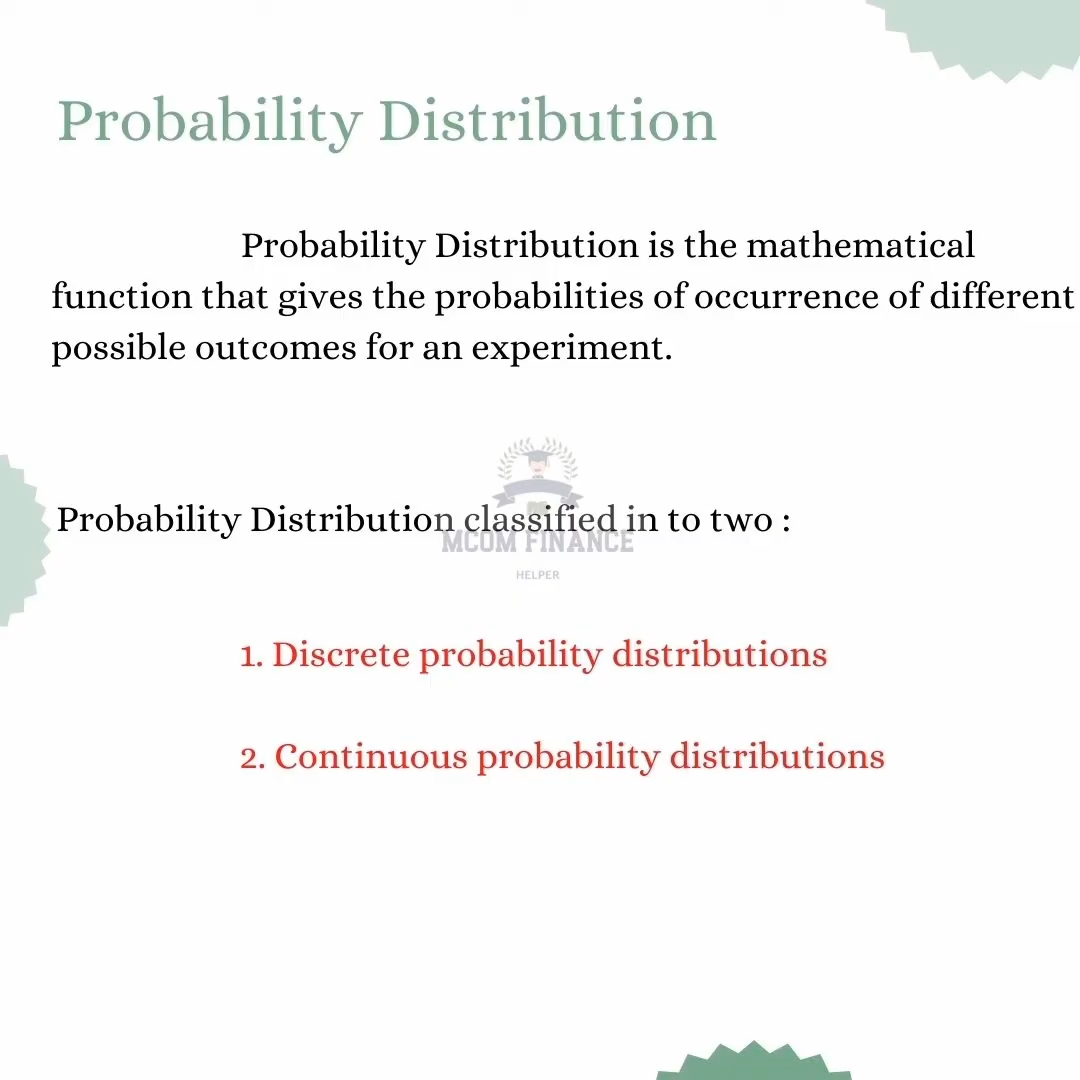 Probability Distribution
Probability Distribution is the mathematical
function that gives the probabilities of occurrence of different
possible outcomes for an experiment.
Probability Distribution classified in to two :
MCOM FINANCE
HELPER
1. Discrete probability distributions
2. Continuous probability distributions